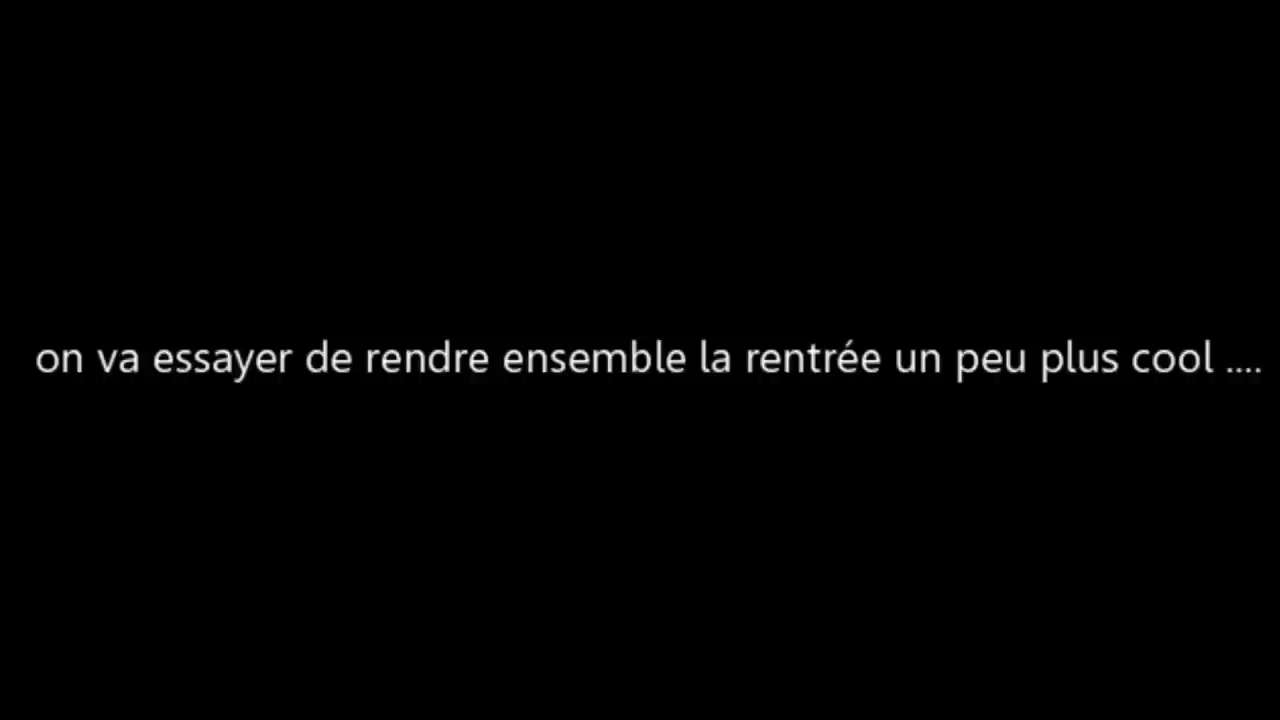 on va essayer de rendre ensemble la rentrée un peu plus cool ....